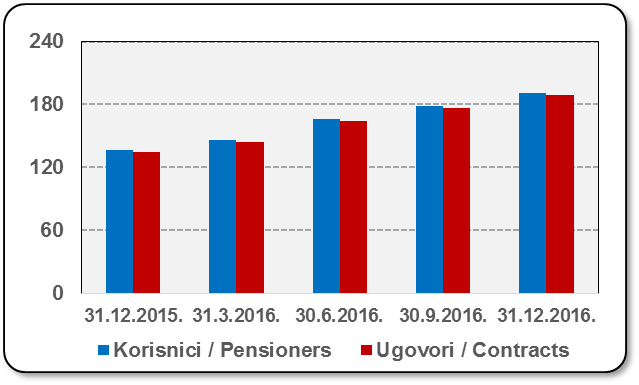 240
180
120
60
0
31.12.2015. 31.3.2016. 30.6.2016. 30.9.2016. 31.12.2016.
Korisnici / Pensioners Ugovori / Contracts